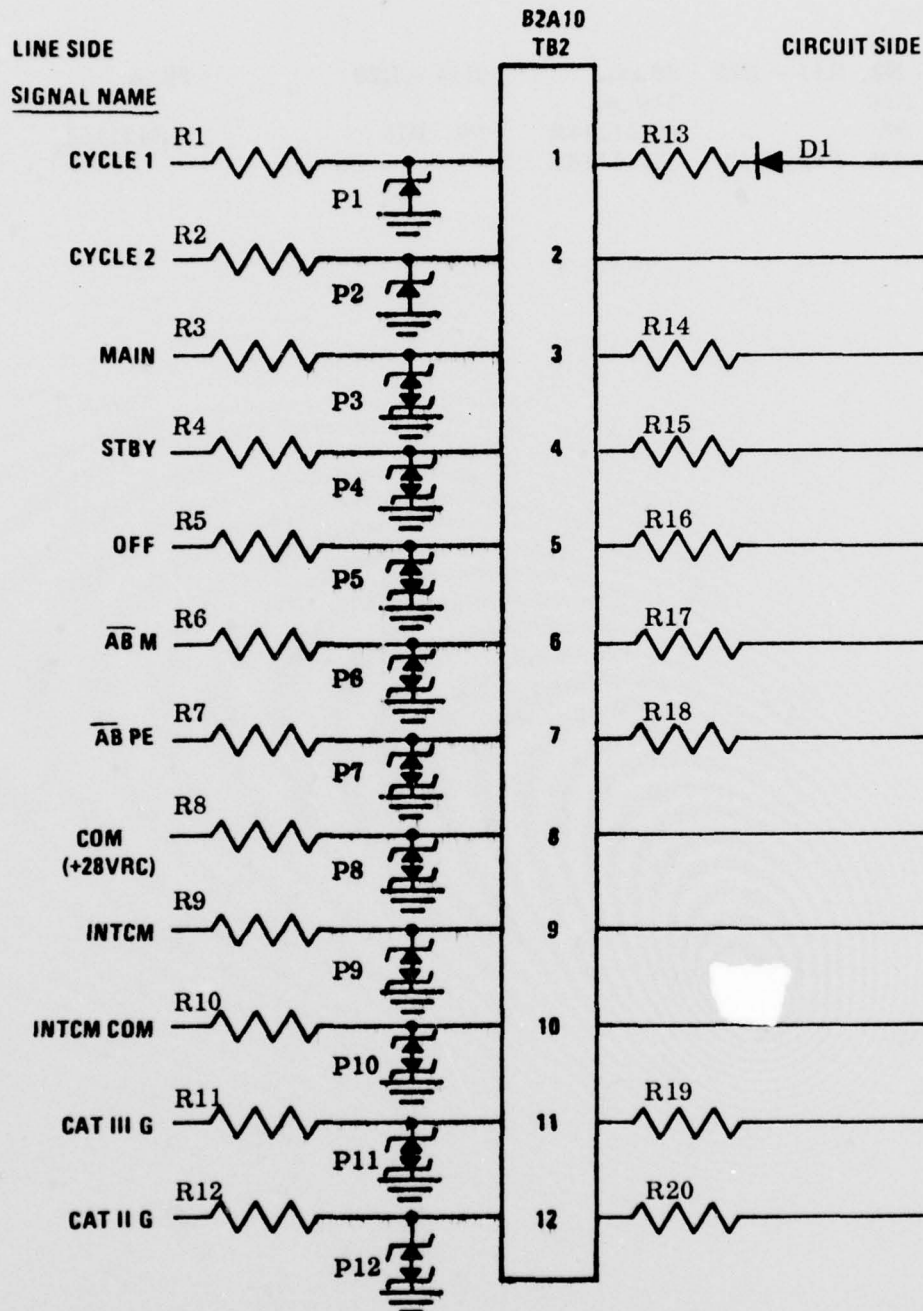 B2A10
TB2
LINE SIDE
CIRCUIT SIDE
SIGNAL NAME
CYCLE 1 R1 P1 1 R13 D1
CYCLE 2 R2 P2 2
MAIN R3 P3 3 R14
STBY R4 P4 4 R15
OFF R5 P5 5 R16
A̅B̅ M R6 P6 6 R17
A̅B̅ PE R7 P7 7 R18
COM R8 P8 8
(+28VRC)
INTCM R9 P9 9
INTCM COM R10 P10 10
CAT III G R11 P11 11 R19
CAT II G R12 P12 12 R20